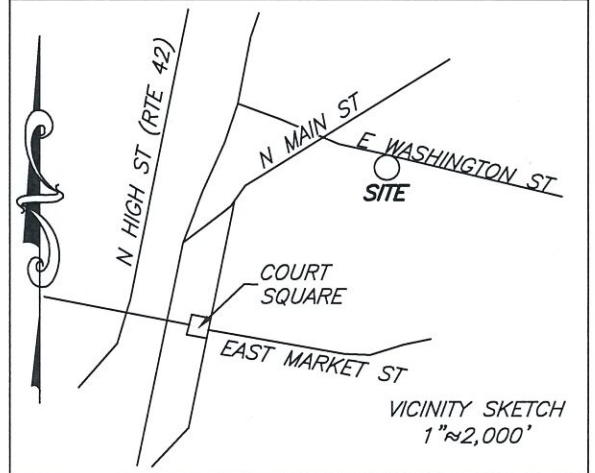 N HIGH ST (RTE 42)
N MAIN ST
E WASHINGTON ST
SITE
COURT
SQUARE
EAST MARKET ST
VICINITY SKETCH
1"≈2,000'